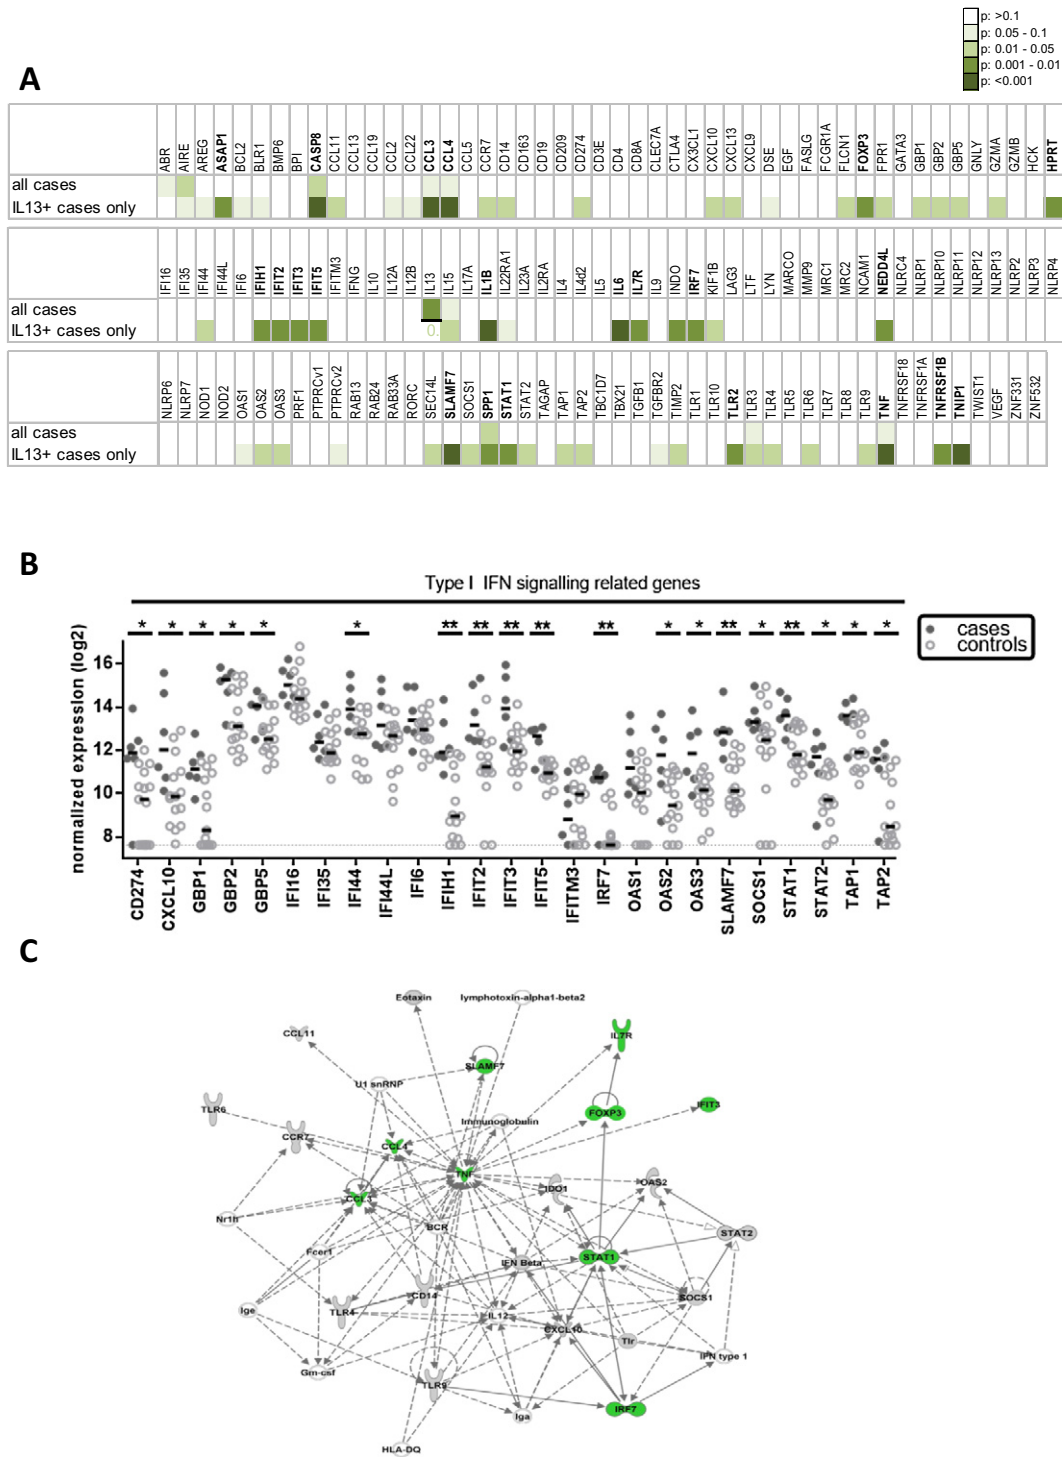 p: >0.1
p: 0.05 - 0.1
p: 0.01 - 0.05
p: 0.001 - 0.01
p: <0.001
A
ABR AIRE AREG ASAP1 BCL2 BLR1 BMP6 BPI CASP8 CCL11 CCL13 CCL19 CCL2 CCL22 CCL3 CCL4 CCL5 CCR7 CD14 CD163 CD19 CD209 CD3E CD4 CD8A CLEC7A CTLA4 CX3CL1 CXCL10 CXCL13 CXCL9 DSE EGF FASLG FCGR1A FLCN1 FOXP3 FPR1 GATA3 GBP1 GBP2 GBP5 GNLY GZMA GZMB HCK HPRT
all cases
IL13+ cases only
IFI16 IFI35 IFI44 IFI44L IFI6 IFIH1 IFIT2 IFIT3 IFIT5 IFITM3 IFNG IL10 IL12A IL12B IL13 IL15 IL17A IL1B IL22RA1 IL23A IL2RA IL4 IL4d2 IL5 IL6 IL7R IL9 INDO IRF7 KIF1B LAG3 LTF LYN MARCO MMP9 MRC1 MRC2 NCAM1 NEDD4L NLRC4 NLRP1 NLRP10 NLRP11 NLRP12 NLRP13 NLRP2 NLRP3 NLRP4
all cases
IL13+ cases only 0.
NLRP6 NLRP7 NOD1 NOD2 OAS1 OAS2 OAS3 PRF1 PTPRCv1 PTPRCv2 RAB13 RAB24 RAB33A RORC SEC14L SLAMF7 SOCS1 SPP1 STAT1 STAT2 TAGAP TAP1 TAP2 TBC1D7 TBX21 TGFB1 TGFBR2 TIMP2 TLR1 TLR10 TLR2 TLR3 TLR4 TLR5 TLR6 TLR7 TLR8 TLR9 TNF TNFRSF18 TNFRSF1A TNFRSF1B TNIP1 TWIST1 VEGF ZNF331 ZNF532
all cases
IL13+ cases only
B
Type I IFN signalling related genes
* * * * * * ** ** ** ** ** * * ** * ** * * *
cases
controls
normalized expression (log2)
16
14
12
10
8
CD274 CXCL10 GBP1 GBP2 GBP5 IFI16 IFI35 IFI44 IFI44L IFI6 IFIH1 IFIT2 IFIT3 IFIT5 IFITM3 IRF7 OAS1 OAS2 OAS3 SLAMF7 SOCS1 STAT1 STAT2 TAP1 TAP2
C
Eotaxin lymphotoxin-alpha1-beta2
CCL11 IL7R
SLAMF7
U1 snRNP
TLR6 FOXP3 IFIT3
Immunoglobulin
CCR7 CCL4
TNF
IDO1 OAS2
CCL3
Nr1h BCR STAT2
Fcer1 IFN Beta STAT1
CD14 SOCS1
Ige TLR4 IL12
CXCL10
Tlr
IFN type 1
Gm-csf
TLR9
Iga IRF7
HLA-DQ